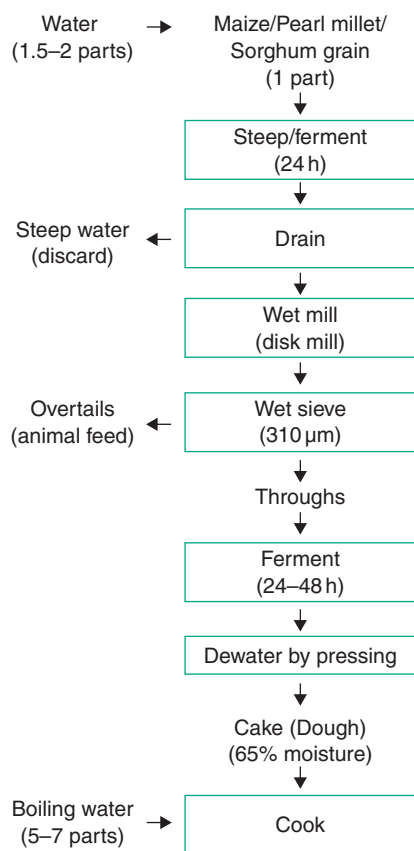 Water
(1.5–2 parts)
Maize/Pearl millet/
Sorghum grain
(1 part)
Steep/ferment
(24 h)
Steep water
(discard)
Drain
Wet mill
(disk mill)
Overtails
(animal feed)
Wet sieve
(310 µm)
Throughs
Ferment
(24–48 h)
Dewater by pressing
Cake (Dough)
(65% moisture)
Boiling water
(5–7 parts)
Cook